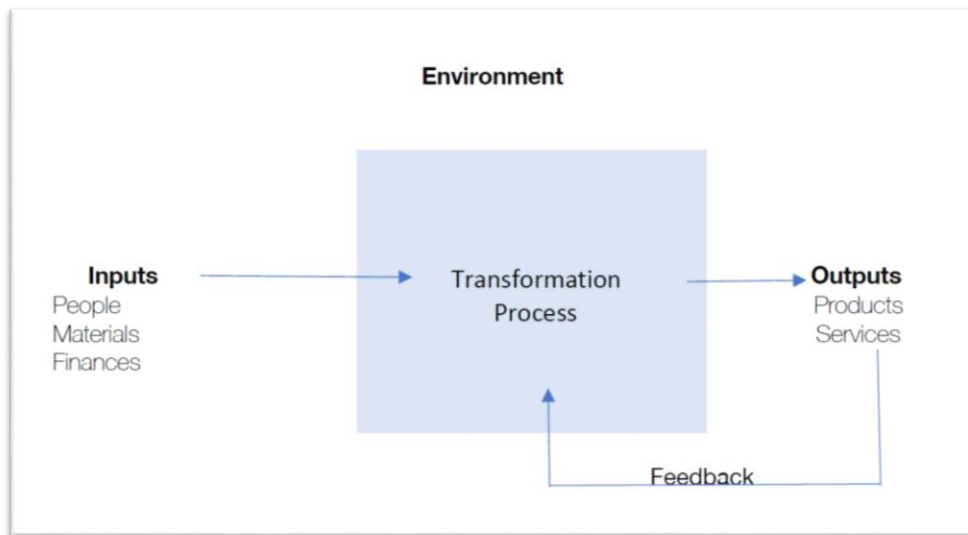 Environment
Inputs
People
Materials
Finances
Transformation
Process
Outputs
Products
Services
Feedback